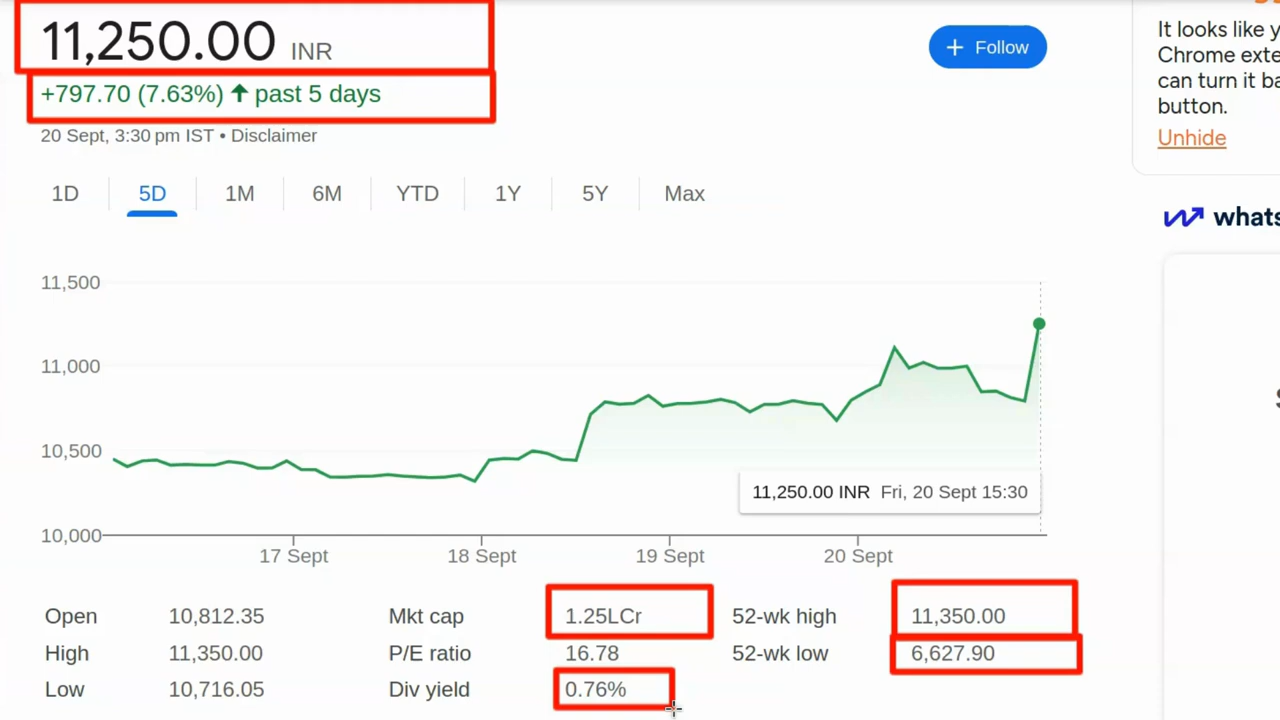 11,250.00 INR
+ Follow
+797.70 (7.63%) ↑ past 5 days
20 Sept, 3:30 pm IST • Disclaimer
1D 5D 1M 6M YTD 1Y 5Y Max
11,500
11,000
10,500
10,000
11,250.00 INR Fri, 20 Sept 15:30
17 Sept 18 Sept 19 Sept 20 Sept
Open 10,812.35 Mkt cap 1.25LCr 52-wk high 11,350.00
High 11,350.00 P/E ratio 16.78 52-wk low 6,627.90
Low 10,716.05 Div yield 0.76%
It looks like y
Chrome exte
can turn it ba
button.
Unhide
whats